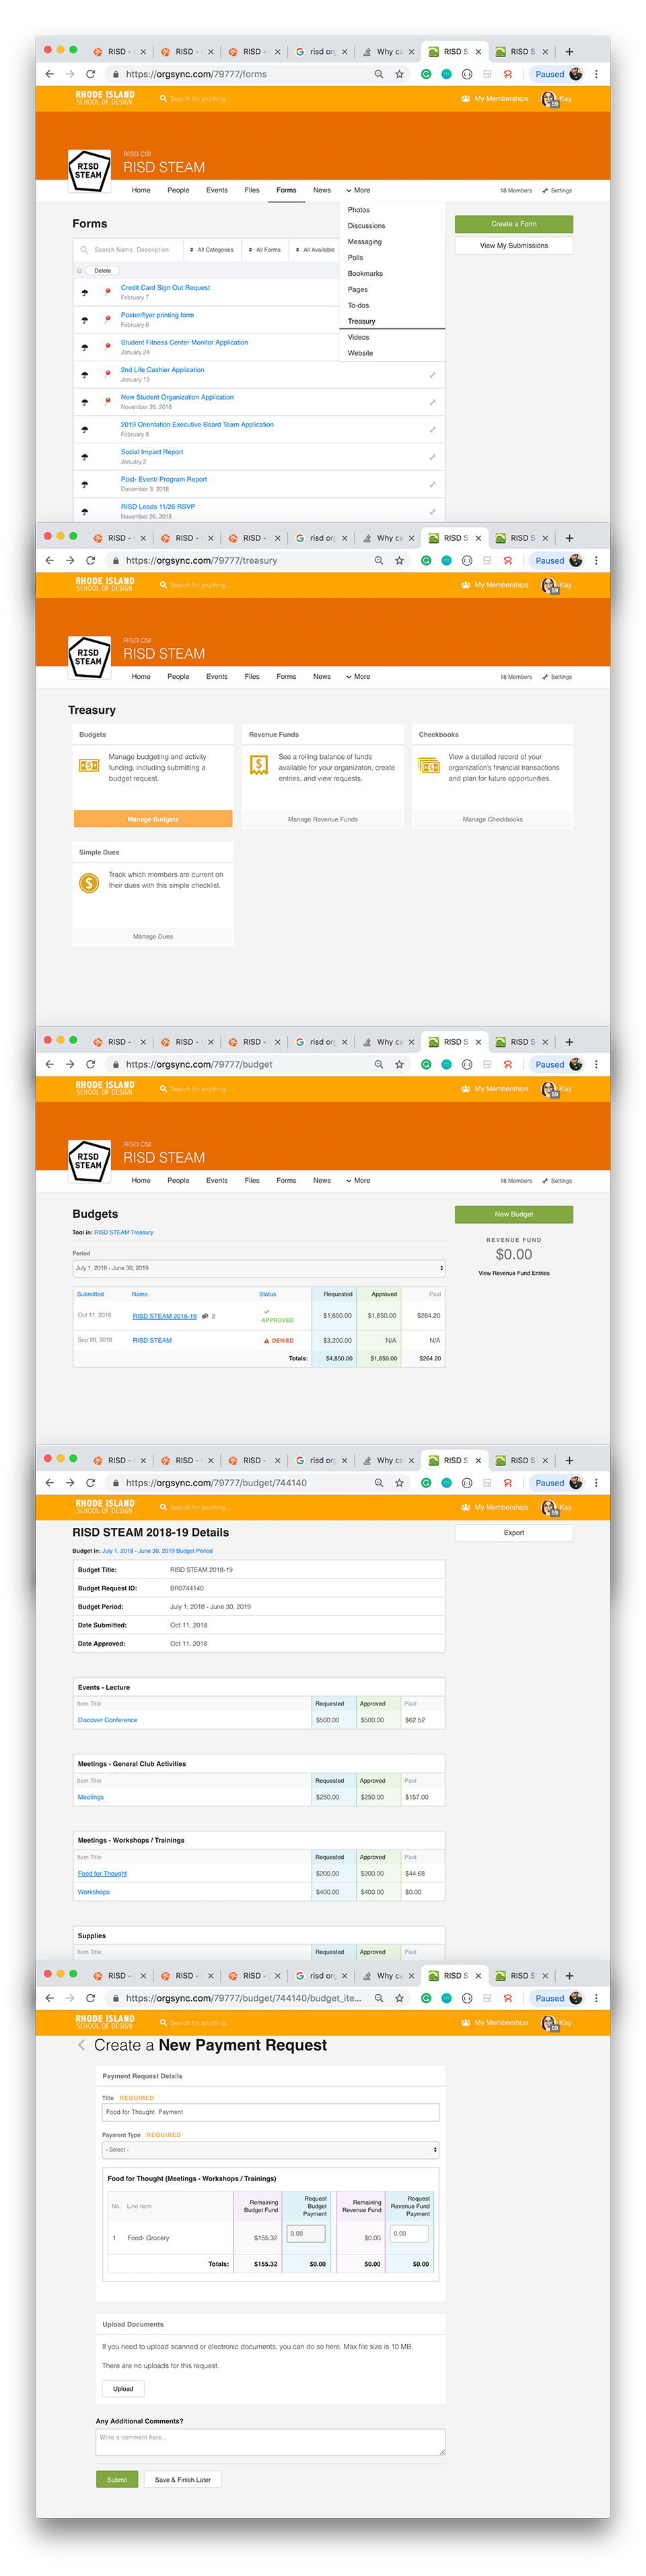 RISD -
RISD -
RISD -
risd org
Why ca
RISD S
RISD S
https://orgsync.com/79777/forms
Paused
RHODE ISLAND
SCHOOL OF DESIGN
Search for anything...
My Memberships
Kay
59
RISD CSI
RISD STEAM
RISD
STEAM
Home People Events Files Forms News More
18 Members Settings
Photos
Discussions
Messaging
Polls
Bookmarks
Pages
To-dos
Treasury
Videos
Website
Forms
Search Name, Description
All Categories
All Forms
All Available
Delete
Create a Form
View My Submissions
Credit Card Sign Out Request
February 7
Poster/flyer printing form
February 6
Student Fitness Center Monitor Application
January 24
2nd Life Cashier Application
January 13
New Student Organization Application
November 26, 2018
2019 Orientation Executive Board Team Application
February 8
Social Impact Report
January 2
Post- Event/ Program Report
December 3, 2018
RISD Leads 11/26 RSVP
November 26, 2018
RISD -
RISD -
RISD -
risd org
Why ca
RISD S
RISD S
https://orgsync.com/79777/treasury
Paused
RHODE ISLAND
SCHOOL OF DESIGN
Search for anything...
My Memberships
Kay
59
RISD CSI
RISD STEAM
RISD
STEAM
Home People Events Files Forms News More
18 Members Settings
Treasury
Budgets
Manage budgeting and activity
funding, including submitting a
budget request.
Manage Budgets
Revenue Funds
See a rolling balance of funds
available for your organizaton, create
entries, and view requests.
Manage Revenue Funds
Checkbooks
View a detailed record of your
organization's financial transactions
and plan for future opportunities.
Manage Checkbooks
Simple Dues
Track which members are current on
their dues with this simple checklist.
Manage Dues
RISD -
RISD -
RISD -
risd org
Why ca
RISD S
RISD S
https://orgsync.com/79777/budget
Paused
RHODE ISLAND
SCHOOL OF DESIGN
Search for anything...
My Memberships
Kay
59
RISD CSI
RISD STEAM
RISD
STEAM
Home People Events Files Forms News More
18 Members Settings
Budgets
Tool in: RISD STEAM Treasury
Period
July 1, 2018 - June 30, 2019
New Budget
REVENUE FUND
$0.00
View Revenue Fund Entries
Submitted Name Status Requested Approved Paid
Oct 11, 2018 RISD STEAM 2018-19 2 APPROVED $1,650.00 $1,650.00 $264.20
Sep 28, 2018 RISD STEAM DENIED $3,200.00 N/A N/A
Totals: $4,850.00 $1,650.00 $264.20
RISD -
RISD -
RISD -
risd org
Why ca
RISD S
RISD S
https://orgsync.com/79777/budget/744140
Paused
RHODE ISLAND
SCHOOL OF DESIGN
Search for anything...
My Memberships
Kay
59
RISD STEAM 2018-19 Details
Export
Budget in: July 1, 2018 - June 30, 2019 Budget Period
Budget Title: RISD STEAM 2018-19
Budget Request ID: BR0744140
Budget Period: July 1, 2018 - June 30, 2019
Date Submitted: Oct 11, 2018
Date Approved: Oct 11, 2018
Events - Lecture
Item Title Requested Approved Paid
Discover Conference $500.00 $500.00 $62.52
Meetings - General Club Activities
Item Title Requested Approved Paid
Meetings $250.00 $250.00 $157.00
Meetings - Workshops / Trainings
Item Title Requested Approved Paid
Food for Thought $200.00 $200.00 $44.68
Workshops $400.00 $400.00 $0.00
Supplies
Item Title Requested Approved Paid
RISD -
RISD -
RISD -
risd org
Why ca
RISD S
RISD S
https://orgsync.com/79777/budget/744140/budget_ite...
Paused
RHODE ISLAND
SCHOOL OF DESIGN
Search for anything...
My Memberships
Kay
59
Create a New Payment Request
Payment Request Details
Title REQUIRED
Food for Thought Payment
Payment Type REQUIRED
- Select -
Food for Thought (Meetings - Workshops / Trainings)
No. Line Item
Remaining
Budget Fund
Request
Budget
Payment
Remaining
Revenue Fund
Request
Revenue Fund
Payment
1 Food- Grocery $155.32 0.00 $0.00 0.00
Totals: $155.32 $0.00 $0.00 $0.00
Upload Documents
If you need to upload scanned or electronic documents, you can do so here. Max file size is 10 MB.
There are no uploads for this request.
Upload
Any Additional Comments?
Write a comment here...
Submit
Save & Finish Later